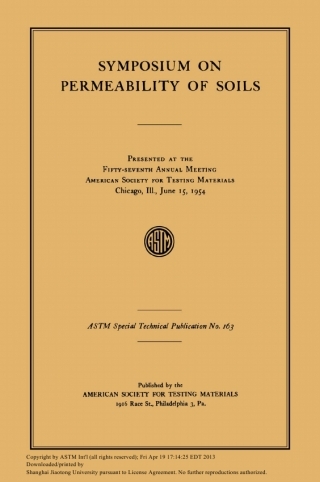 SYMPOSIUM ON
PERMEABILITY OF SOILS
PRESENTED AT THE
FIFTY-SEVENTH ANNUAL MEETING
AMERICAN SOCIETY FOR TESTING MATERIALS
Chicago, Ill., June 15, 1954
ASTM
ASTM Special Technical Publication No. 163
Published by the
AMERICAN SOCIETY FOR TESTING MATERIALS
1916 Race St., Philadelphia 3, Pa.
Copyright by ASTM Int'l (all rights reserved); Fri Apr 19 17:14:25 EDT 2013
Downloaded/printed by
Shanghai Jiaotong University pursuant to License Agreement. No further reproductions authorized.